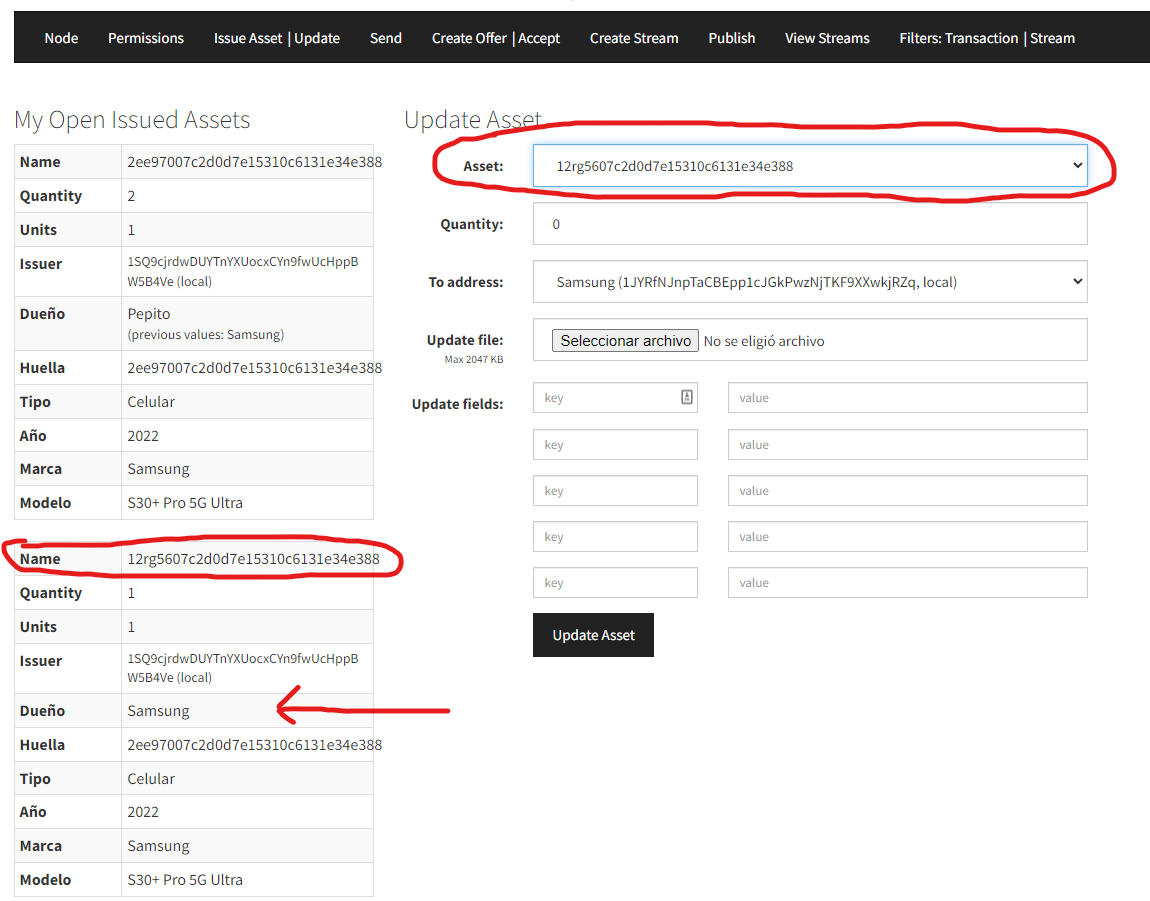 Node Permissions Issue Asset | Update Send Create Offer | Accept Create Stream Publish View Streams Filters: Transaction | Stream
My Open Issued Assets
Name 2ee97007c2d0d7e15310c6131e34e388
Quantity 2
Units 1
Issuer 1SQ9cjrdwDUYTnYXUocxCYn9fwUcHppB
W5B4Ve (local)
Dueño Pepito
(previous values: Samsung)
Huella 2ee97007c2d0d7e15310c6131e34e388
Tipo Celular
Año 2022
Marca Samsung
Modelo S30+ Pro 5G Ultra
Name 12rg5607c2d0d7e15310c6131e34e388
Quantity 1
Units 1
Issuer 1SQ9cjrdwDUYTnYXUocxCYn9fwUcHppB
W5B4Ve (local)
Dueño Samsung
Huella 2ee97007c2d0d7e15310c6131e34e388
Tipo Celular
Año 2022
Marca Samsung
Modelo S30+ Pro 5G Ultra
Update Asset
Asset: 12rg5607c2d0d7e15310c6131e34e388
Quantity: 0
To address: Samsung (1JYRfNJnpTaCBEpp1cJGkPwzNjTKF9XXwkjRZq, local)
Update file: Seleccionar archivo No se eligió archivo
Max 2047 KB
Update fields: key value
key value
key value
key value
key value
Update Asset